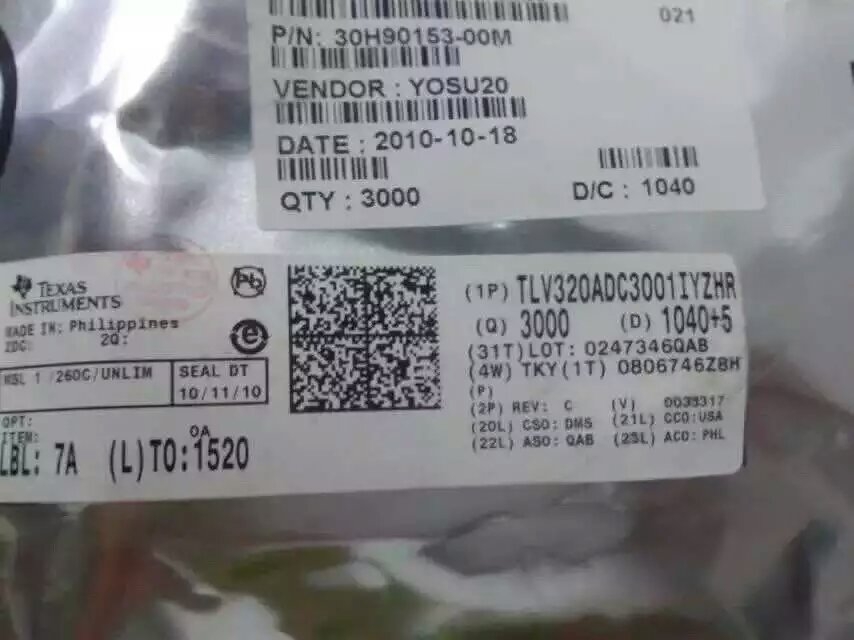 021
P/N: 30H90153-00M
VENDOR : YOSU20
DATE : 2010-10-18
QTY : 3000
D/C : 1040
TEXAS
INSTRUMENTS
MADE IN: Philippines
2DC: 2Q:
MSL 1 /260C/UNLIM
SEAL DT
10/11/10
OPT:
ITEM:
LBL: 7A (L)TO:1520
0A
Pb
e
(1P) TLV320ADC3001IYZHR
(Q) 3000 (D) 1040+5
(31T)LOT: 0247346QAB
(4W) TKY(1T) 0806746ZBH
(P)
(2P) REV: C (V) 0033317
(20L) CSO: DMS (21L) CCO:USA
(22L) ASO: QAB (23L) ACO: PHL